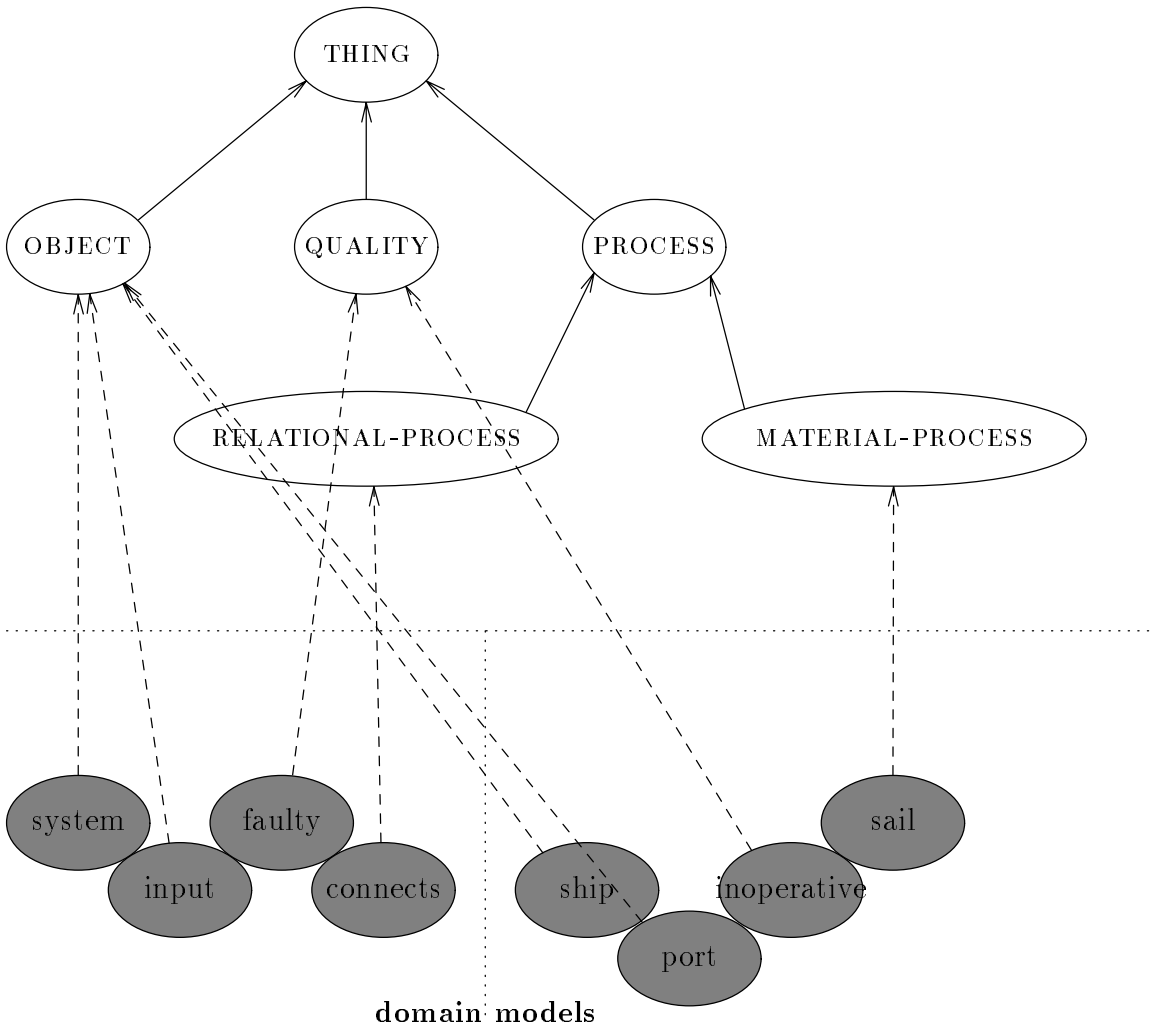 THING
OBJECT
QUALITY
PROCESS
RELATIONAL-PROCESS
MATERIAL-PROCESS
system
faulty
sail
input
connects
ship
inoperative
port
domain models